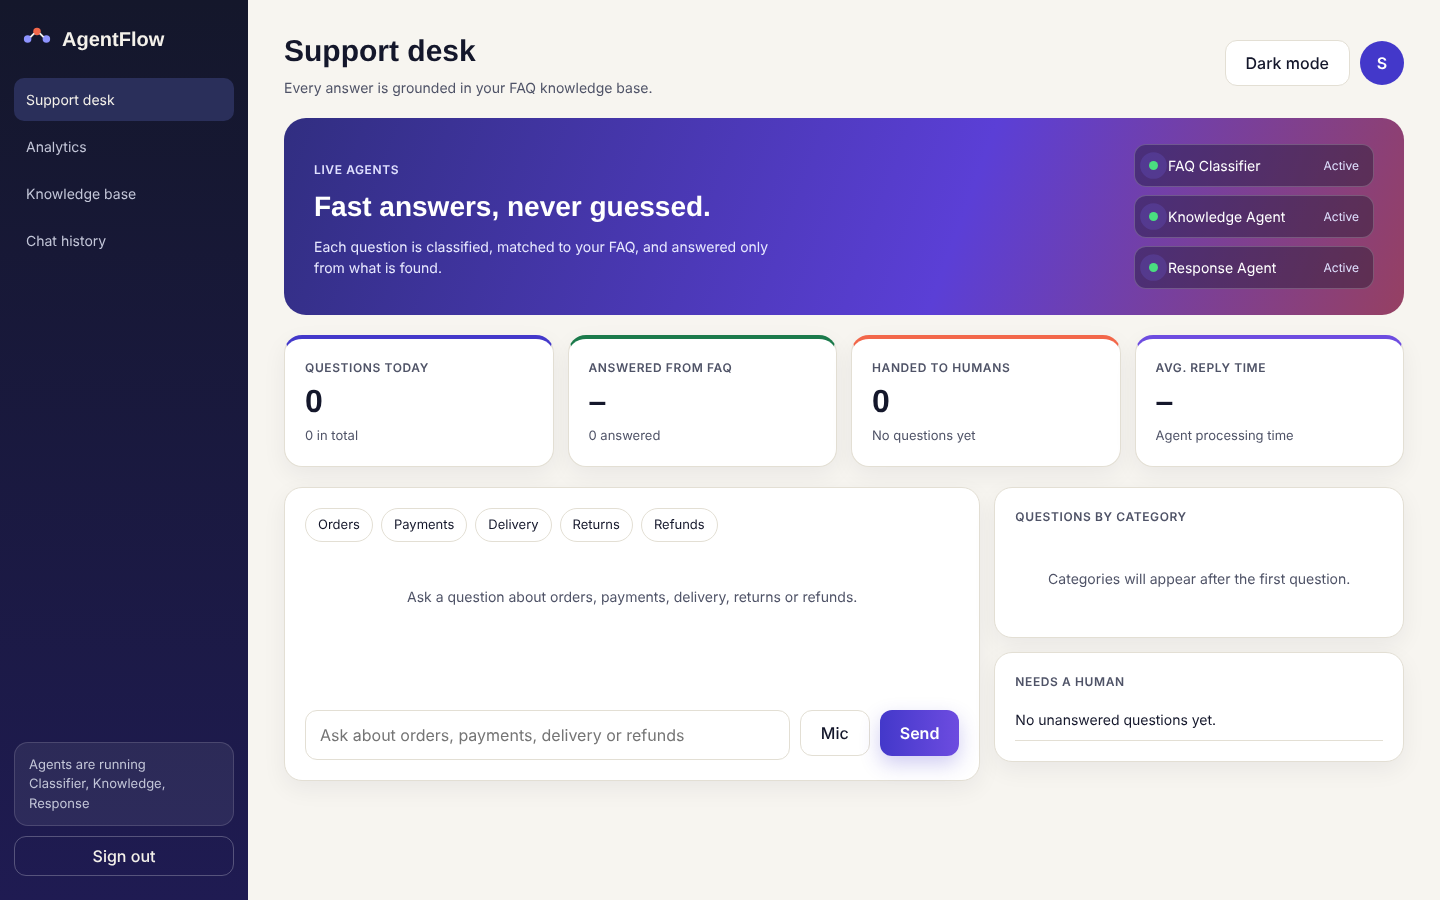 AgentFlow
Support desk
Analytics
Knowledge base
Chat history
Agents are running
Classifier, Knowledge,
Response
Sign out
Support desk
Every answer is grounded in your FAQ knowledge base.
Dark mode
S
LIVE AGENTS
Fast answers, never guessed.
Each question is classified, matched to your FAQ, and answered only
from what is found.
FAQ Classifier Active
Knowledge Agent Active
Response Agent Active
QUESTIONS TODAY
0
0 in total
ANSWERED FROM FAQ
–
0 answered
HANDED TO HUMANS
0
No questions yet
AVG. REPLY TIME
–
Agent processing time
Orders Payments Delivery Returns Refunds
Ask a question about orders, payments, delivery, returns or refunds.
Ask about orders, payments, delivery or refunds
Mic
Send
QUESTIONS BY CATEGORY
Categories will appear after the first question.
NEEDS A HUMAN
No unanswered questions yet.